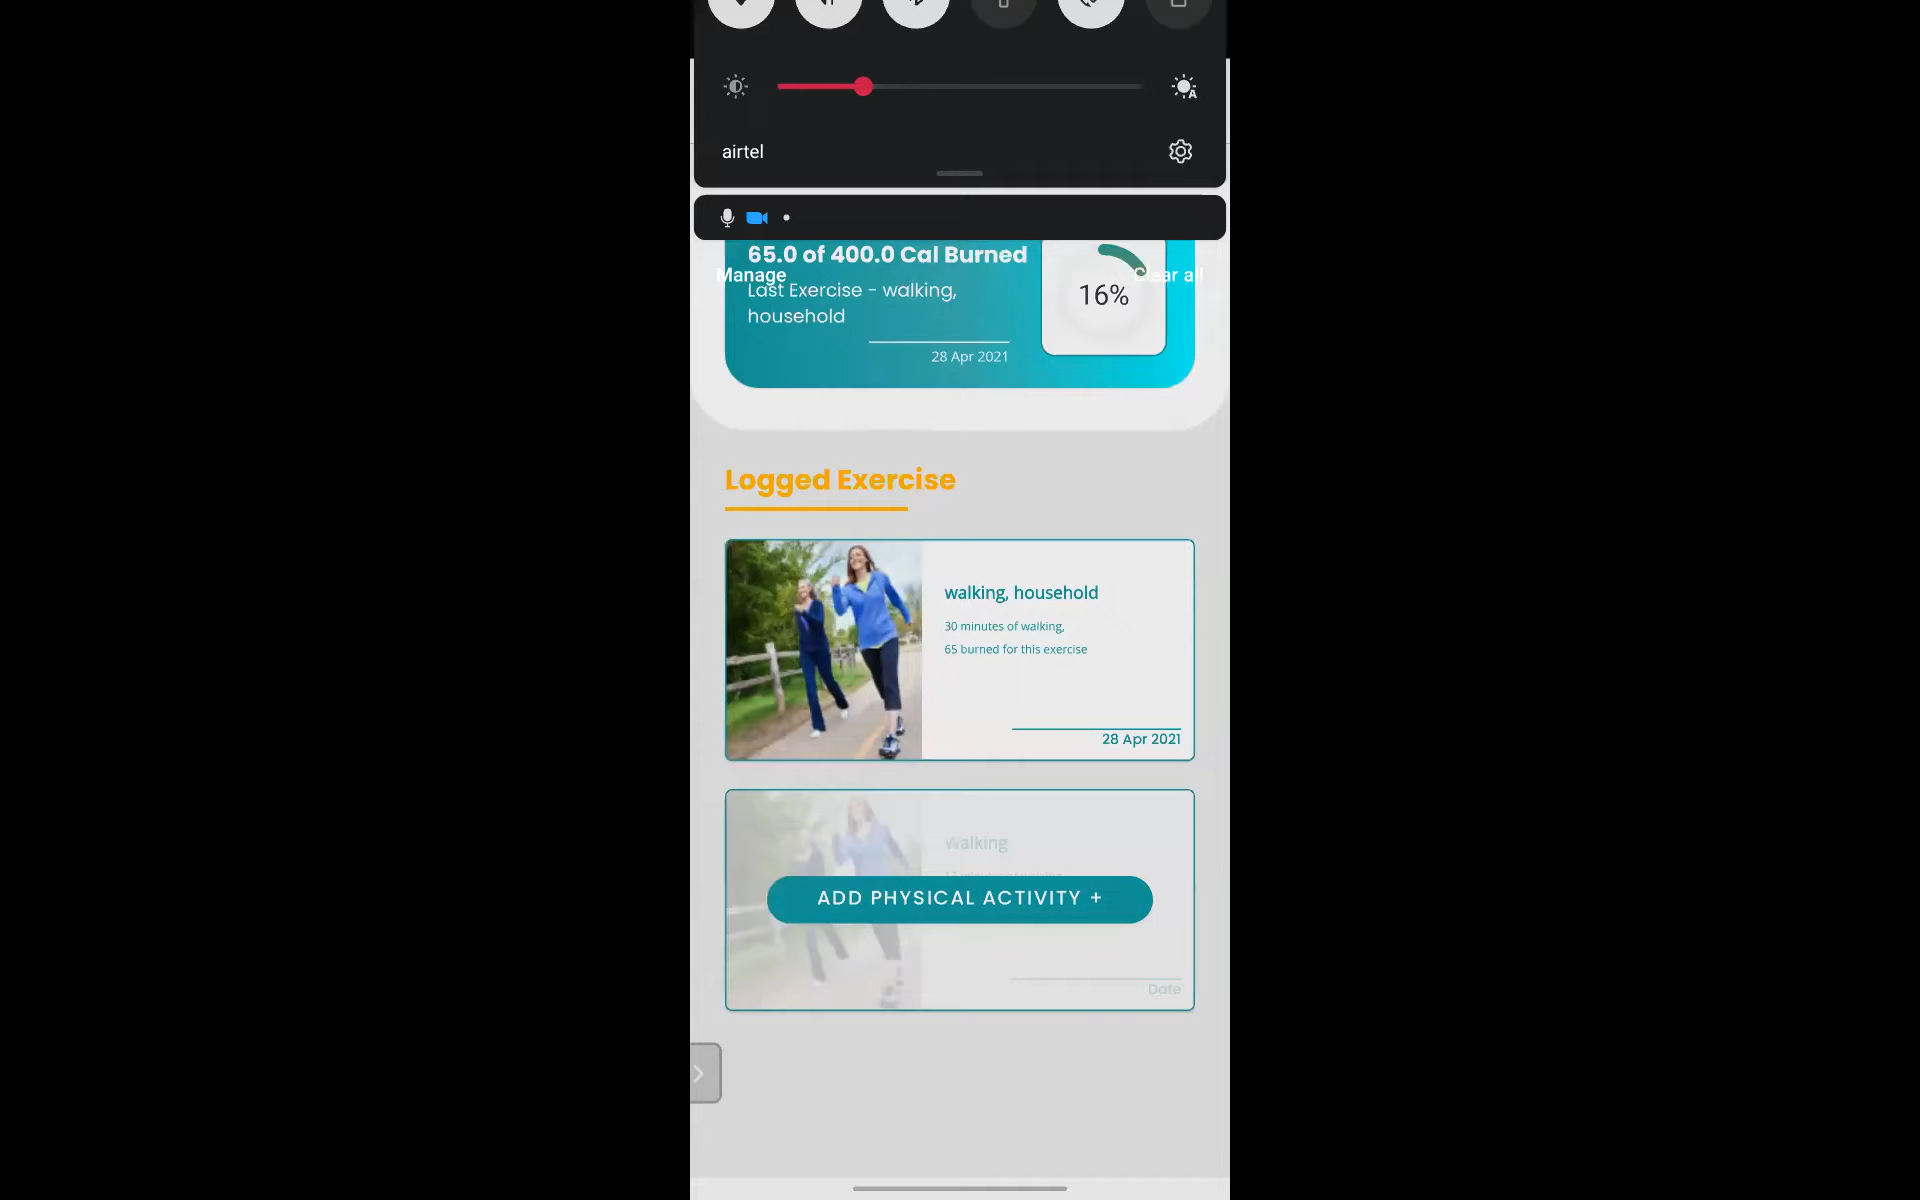 airtel
65.0 of 400.0 Cal Burned
Manage
Clear all
Last Exercise - walking,
household
16%
28 Apr 2021
Logged Exercise
walking, household
30 minutes of walking,
65 burned for this exercise
28 Apr 2021
Walking
ADD PHYSICAL ACTIVITY +
Date